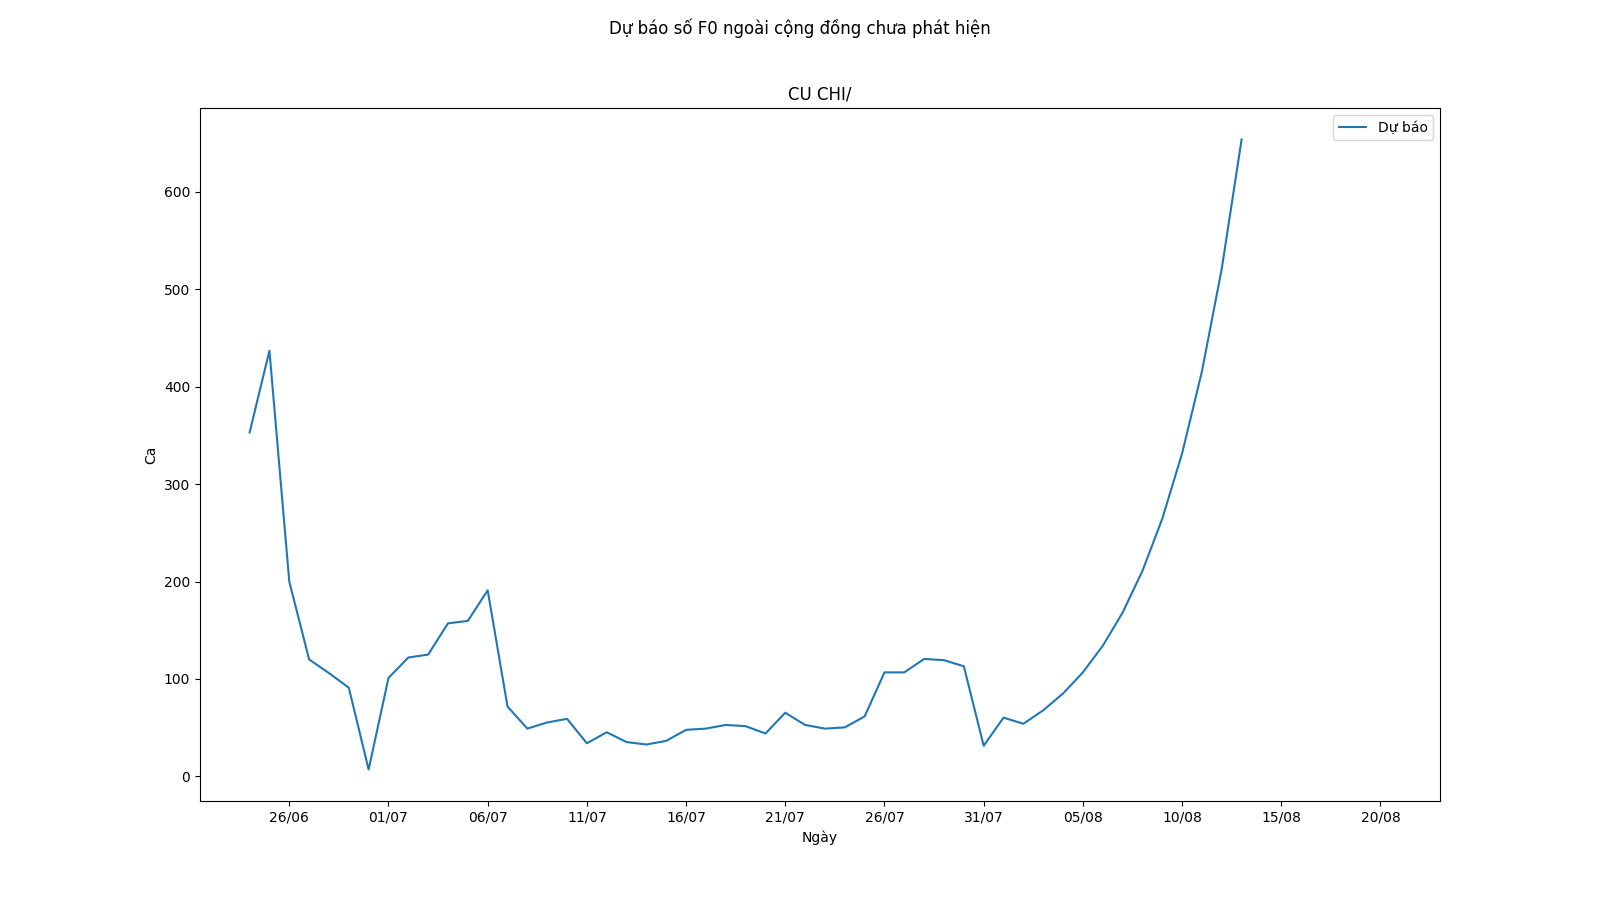 Dự báo số F0 ngoài cộng đồng chưa phát hiện
CU CHI/
Dự báo
600
500
400
300
200
100
0
Ca
26/06 01/07 06/07 11/07 16/07 21/07 26/07 31/07 05/08 10/08 15/08 20/08
Ngày